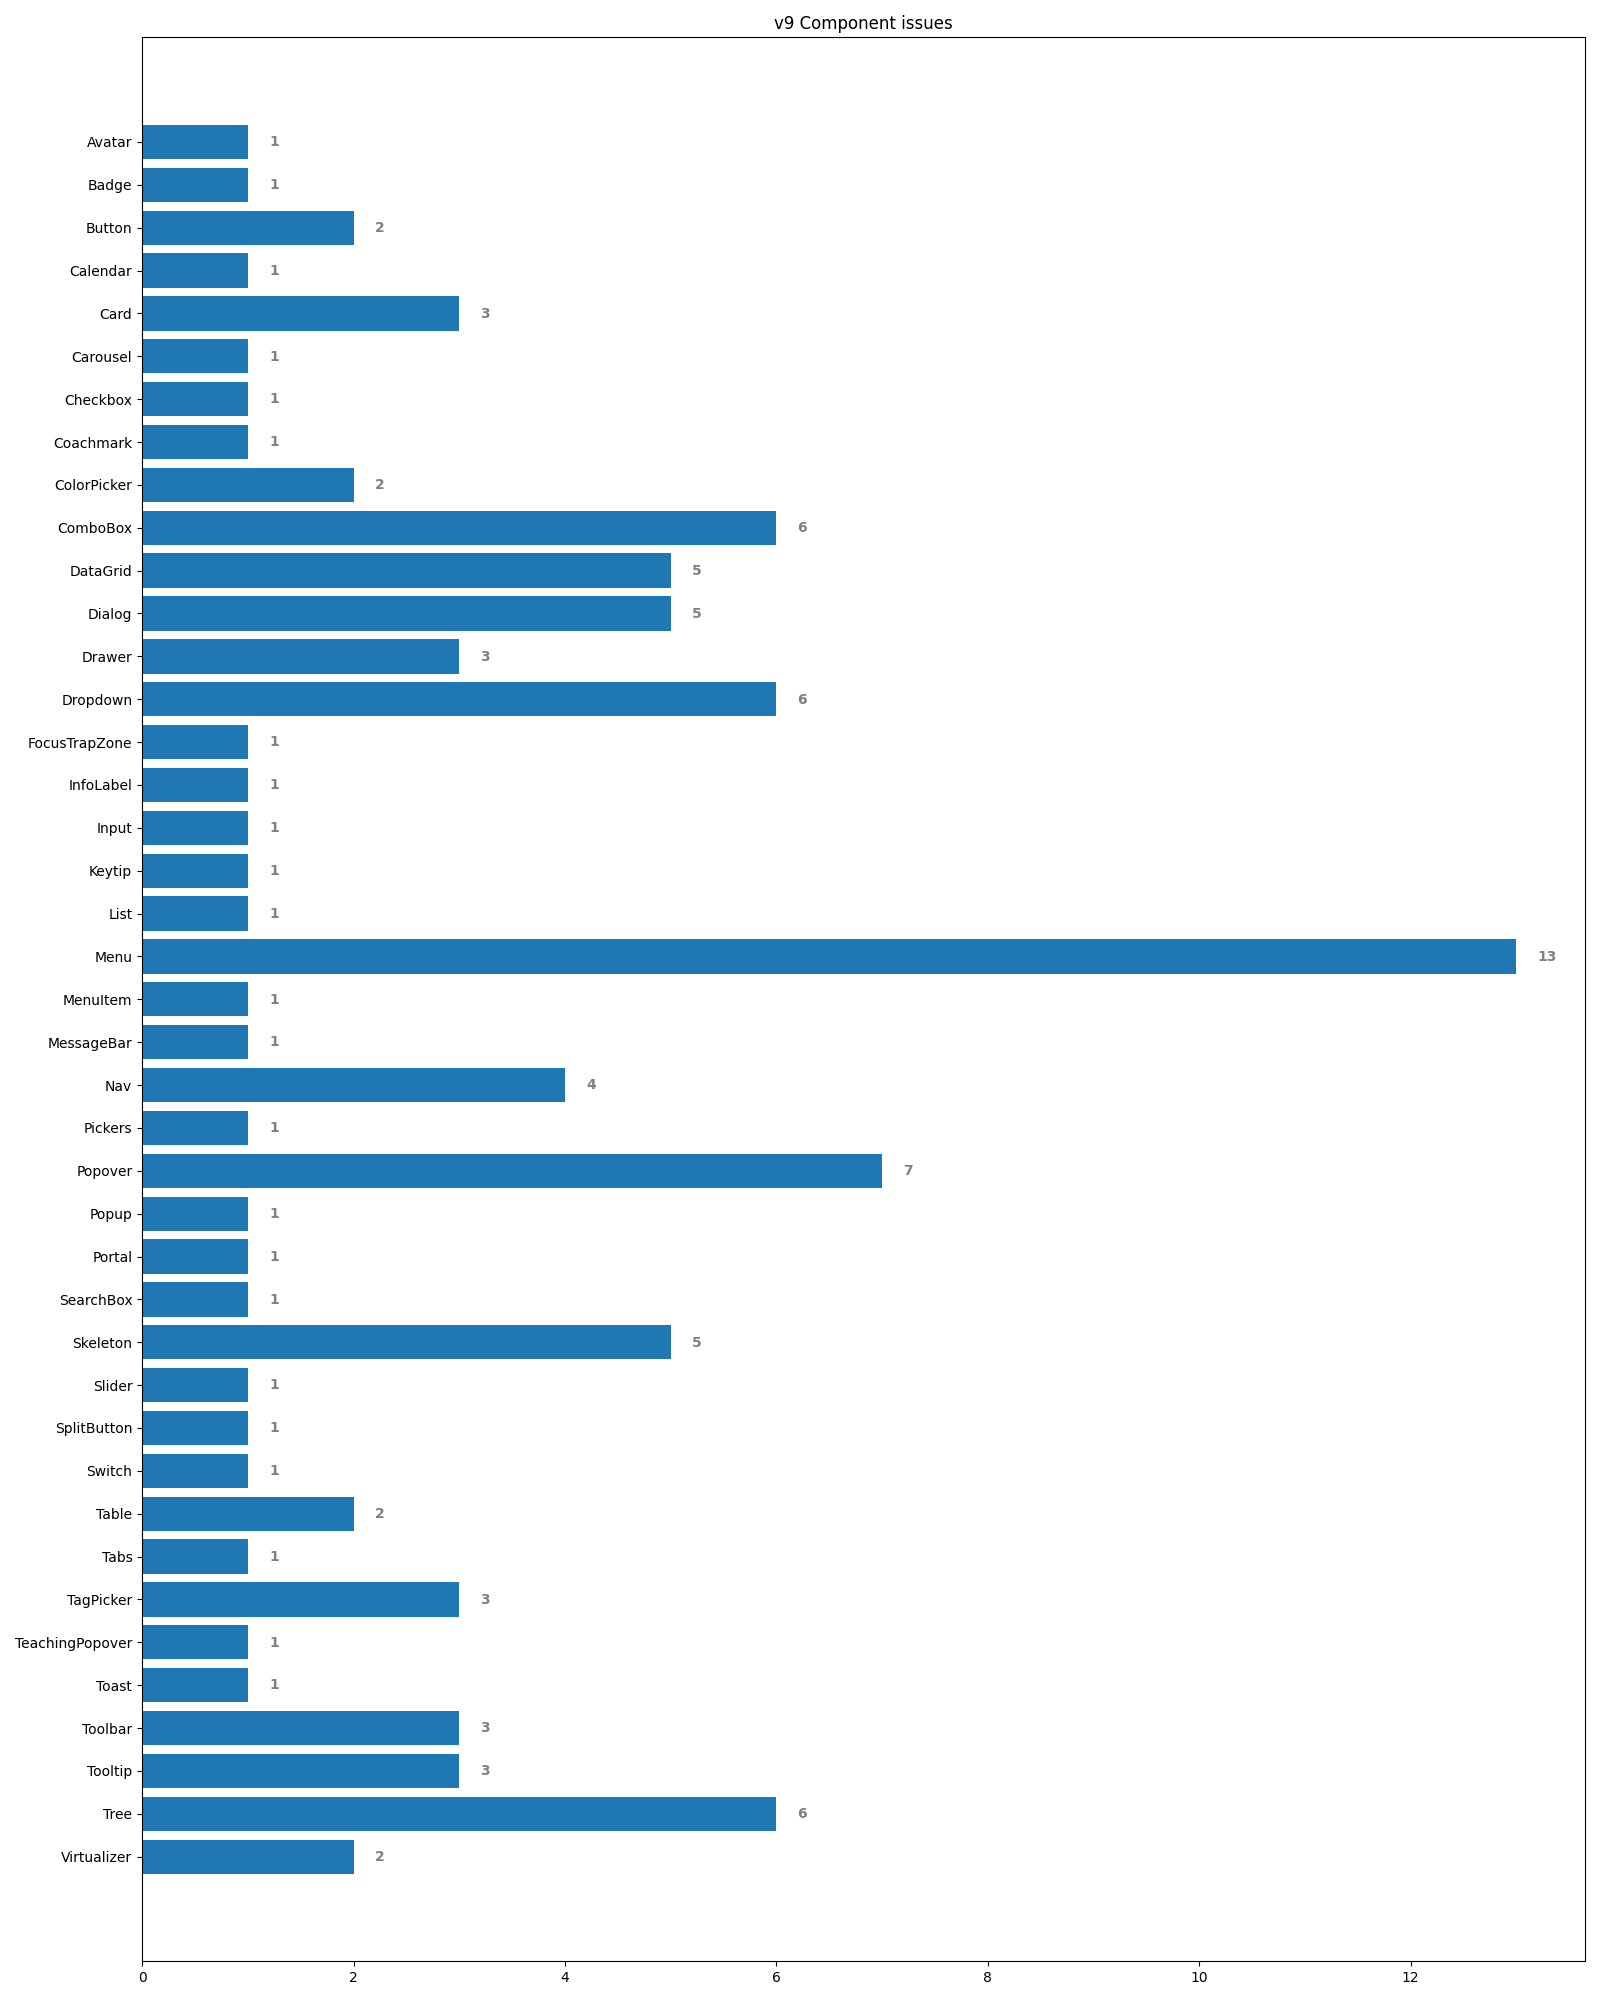 v9 Component issues
Avatar 1
Badge 1
Button 2
Calendar 1
Card 3
Carousel 1
Checkbox 1
Coachmark 1
ColorPicker 2
ComboBox 6
DataGrid 5
Dialog 5
Drawer 3
Dropdown 6
FocusTrapZone 1
InfoLabel 1
Input 1
Keytip 1
List 1
Menu 13
MenuItem 1
MessageBar 1
Nav 4
Pickers 1
Popover 7
Popup 1
Portal 1
SearchBox 1
Skeleton 5
Slider 1
SplitButton 1
Switch 1
Table 2
Tabs 1
TagPicker 3
TeachingPopover 1
Toast 1
Toolbar 3
Tooltip 3
Tree 6
Virtualizer 2
0 2 4 6 8 10 12